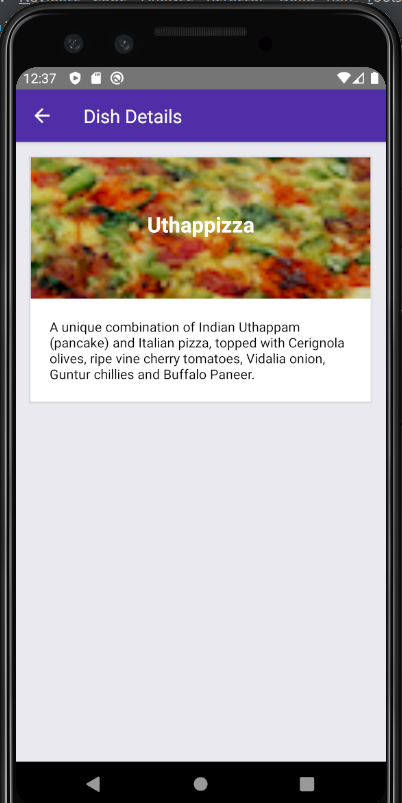 12:37
Dish Details
Uthappizza
A unique combination of Indian Uthappam
(pancake) and Italian pizza, topped with Cerignola
olives, ripe vine cherry tomatoes, Vidalia onion,
Guntur chillies and Buffalo Paneer.